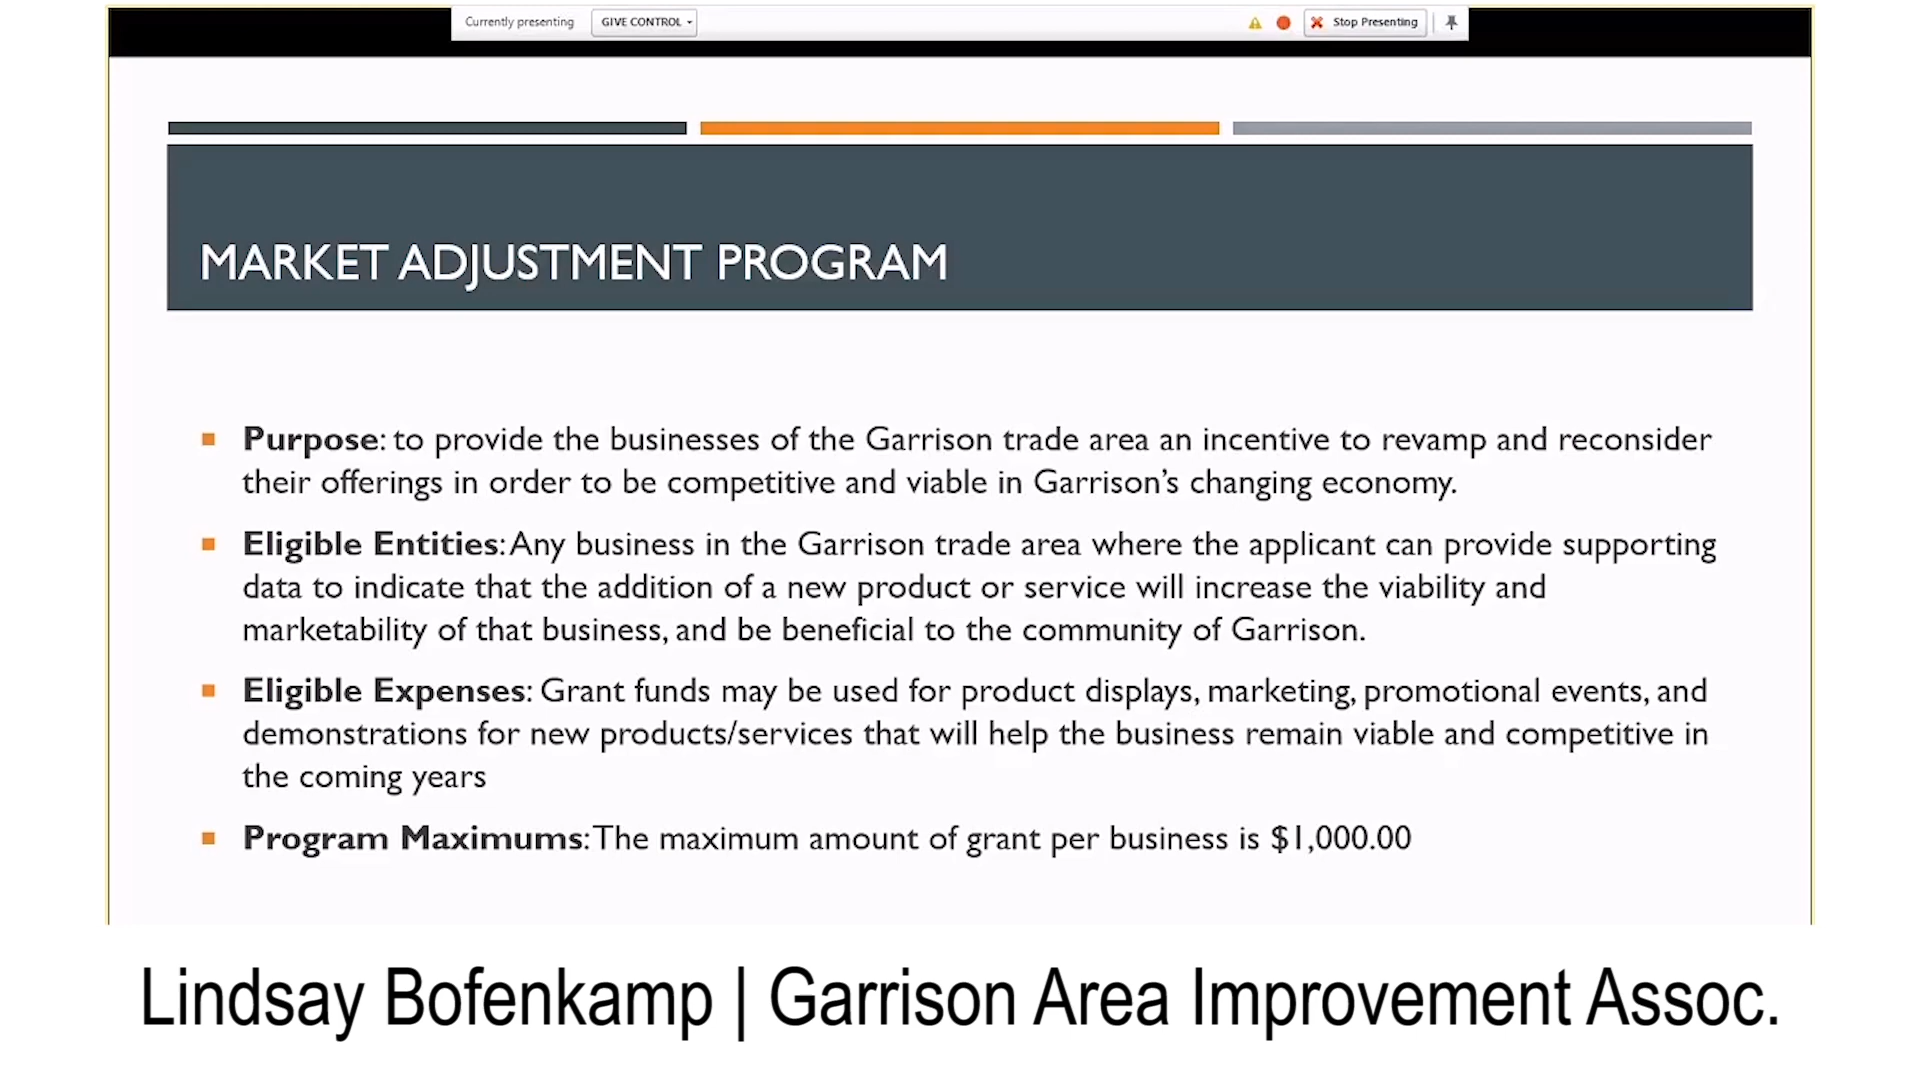 Currently presenting GIVE CONTROL Stop Presenting
MARKET ADJUSTMENT PROGRAM
Purpose: to provide the businesses of the Garrison trade area an incentive to revamp and reconsider
their offerings in order to be competitive and viable in Garrison’s changing economy.
Eligible Entities: Any business in the Garrison trade area where the applicant can provide supporting
data to indicate that the addition of a new product or service will increase the viability and
marketability of that business, and be beneficial to the community of Garrison.
Eligible Expenses: Grant funds may be used for product displays, marketing, promotional events, and
demonstrations for new products/services that will help the business remain viable and competitive in
the coming years
Program Maximums: The maximum amount of grant per business is $1,000.00
Lindsay Bofenkamp | Garrison Area Improvement Assoc.